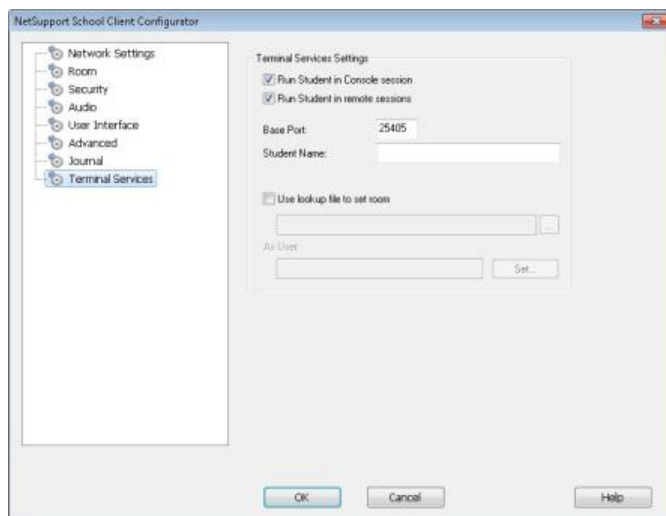 NetSupport School Client Configurator
Network Settings
Room
Security
Audio
User Interface
Advanced
Journal
Terminal Services
Terminal Services Settings
Run Student in Console session
Run Student in remote sessions
Base Port: 25405
Student Name:
Use lookup file to set room
...
As User:
Set...
OK Cancel Help